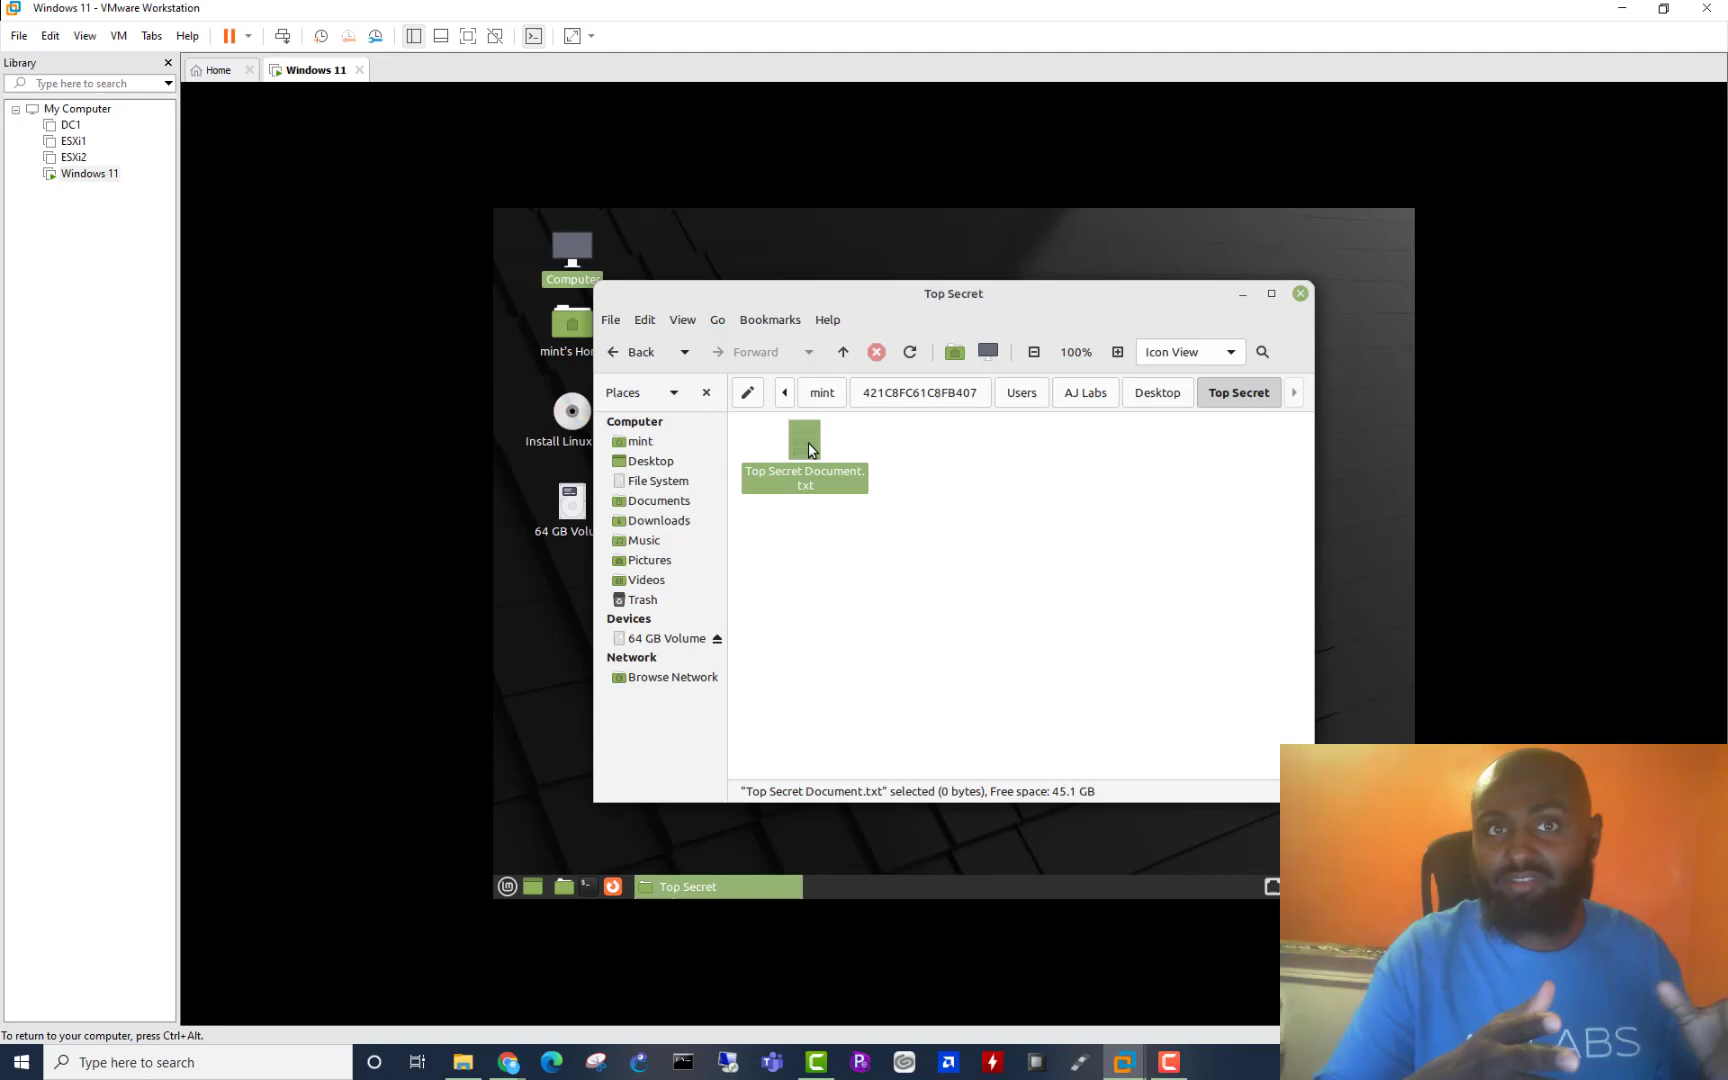 Windows 11 - VMware Workstation
File Edit View VM Tabs Help
Library
Type here to search
My Computer
DC1
ESXi1
ESXi2
Windows 11
Home
Windows 11
Computer
mint's Ho
Install Linux
64 GB Volu
Top Secret
File Edit View Go Bookmarks Help
Back Forward 100% Icon View
Places
mint 421C8FC61C8FB407 Users AJ Labs Desktop Top Secret
Computer
mint
Desktop
File System
Documents
Downloads
Music
Pictures
Videos
Trash
Devices
64 GB Volume
Network
Browse Network
Top Secret Document.
txt
"Top Secret Document.txt" selected (0 bytes), Free space: 45.1 GB
Top Secret
LABS
To return to your computer, press Ctrl+Alt.
Type here to search